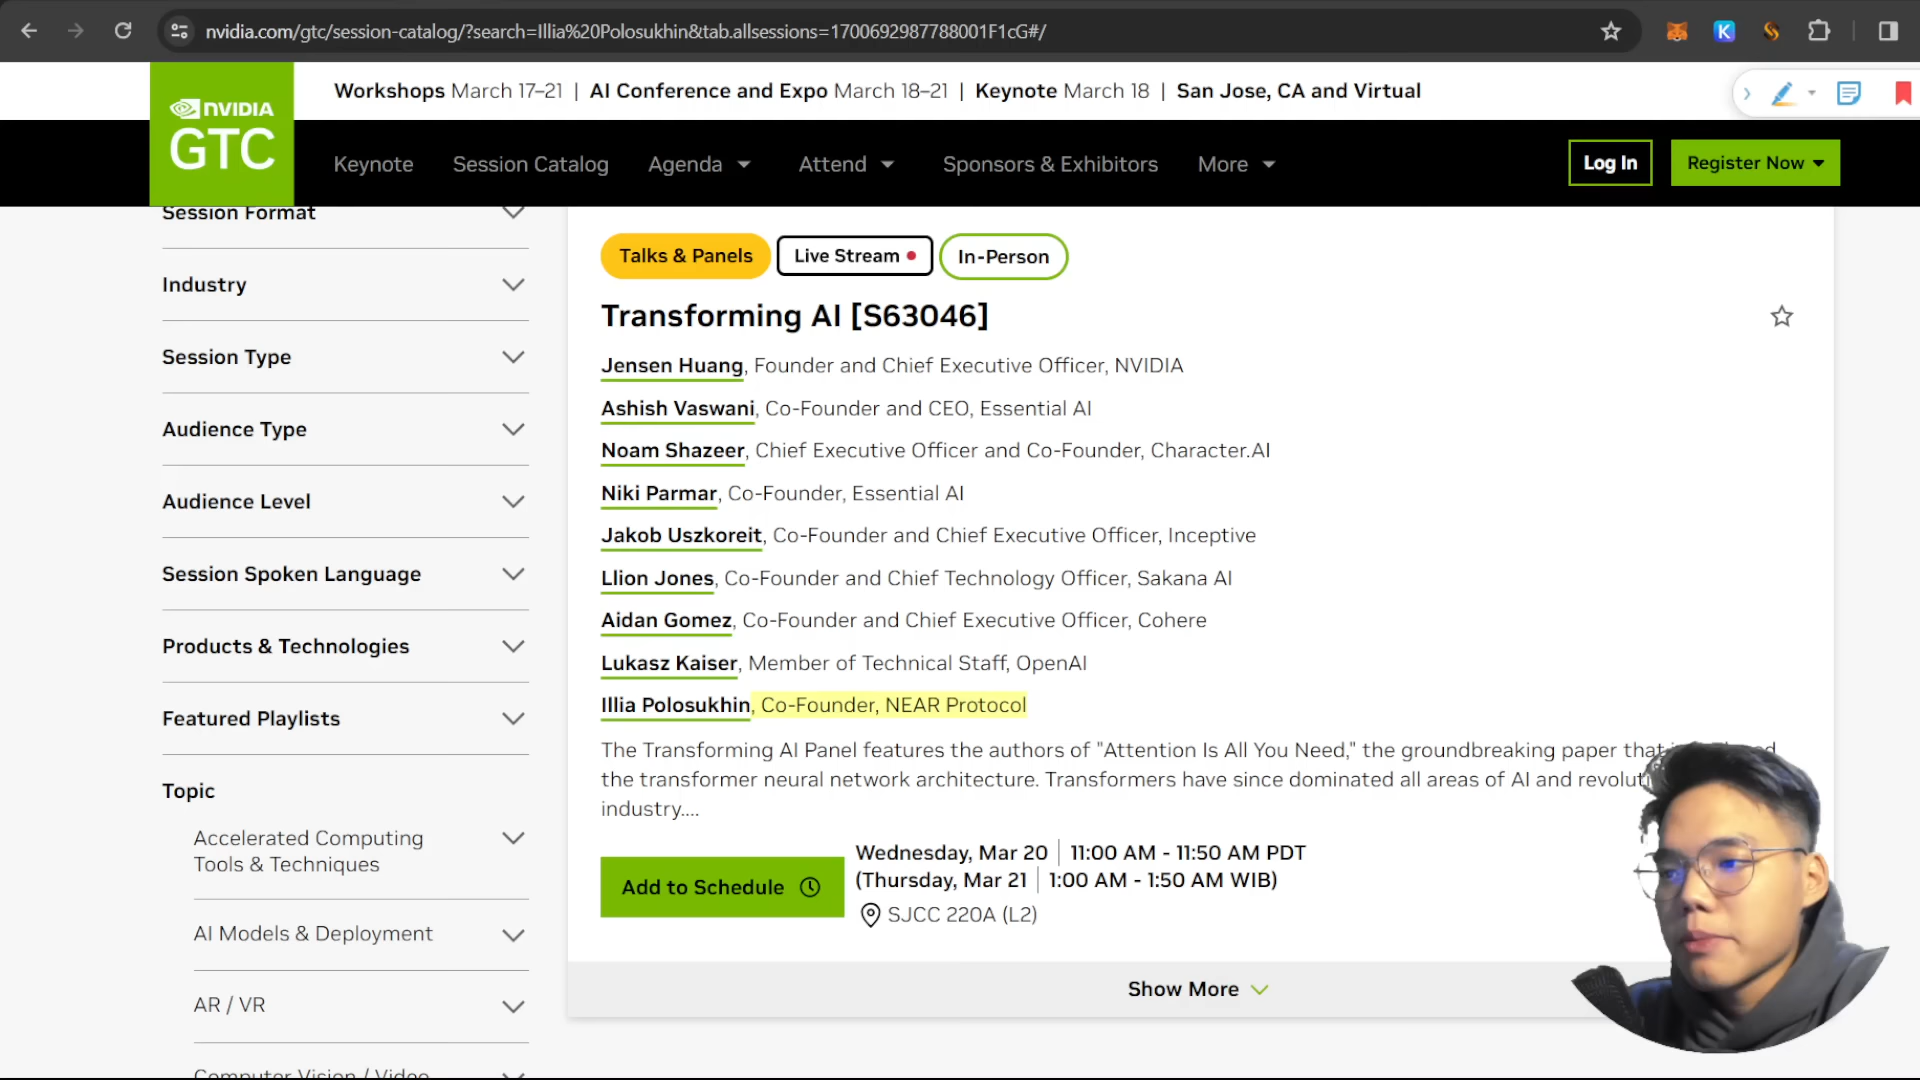 nvidia.com/gtc/session-catalog/?search=Illia%20Polosukhin&tab.allsessions=1700692987788001F1cG#/
K
Workshops March 17–21 | AI Conference and Expo March 18–21 | Keynote March 18 | San Jose, CA and Virtual
NVIDIA
GTC
Keynote
Session Catalog
Agenda
Attend
Sponsors & Exhibitors
More
Log In
Register Now
Session Format
Industry
Session Type
Audience Type
Audience Level
Session Spoken Language
Products & Technologies
Featured Playlists
Topic
Accelerated Computing
Tools & Techniques
AI Models & Deployment
AR / VR
Computer Vision / Video
Talks & Panels
Live Stream
In-Person
Transforming AI [S63046]
Jensen Huang, Founder and Chief Executive Officer, NVIDIA
Ashish Vaswani, Co-Founder and CEO, Essential AI
Noam Shazeer, Chief Executive Officer and Co-Founder, Character.AI
Niki Parmar, Co-Founder, Essential AI
Jakob Uszkoreit, Co-Founder and Chief Executive Officer, Inceptive
Llion Jones, Co-Founder and Chief Technology Officer, Sakana AI
Aidan Gomez, Co-Founder and Chief Executive Officer, Cohere
Lukasz Kaiser, Member of Technical Staff, OpenAI
Illia Polosukhin, Co-Founder, NEAR Protocol
The Transforming AI Panel features the authors of "Attention Is All You Need," the groundbreaking paper that
the transformer neural network architecture. Transformers have since dominated all areas of AI and
industry....
Add to Schedule
Wednesday, Mar 20 | 11:00 AM - 11:50 AM PDT
(Thursday, Mar 21 | 1:00 AM - 1:50 AM WIB)
SJCC 220A (L2)
Show More